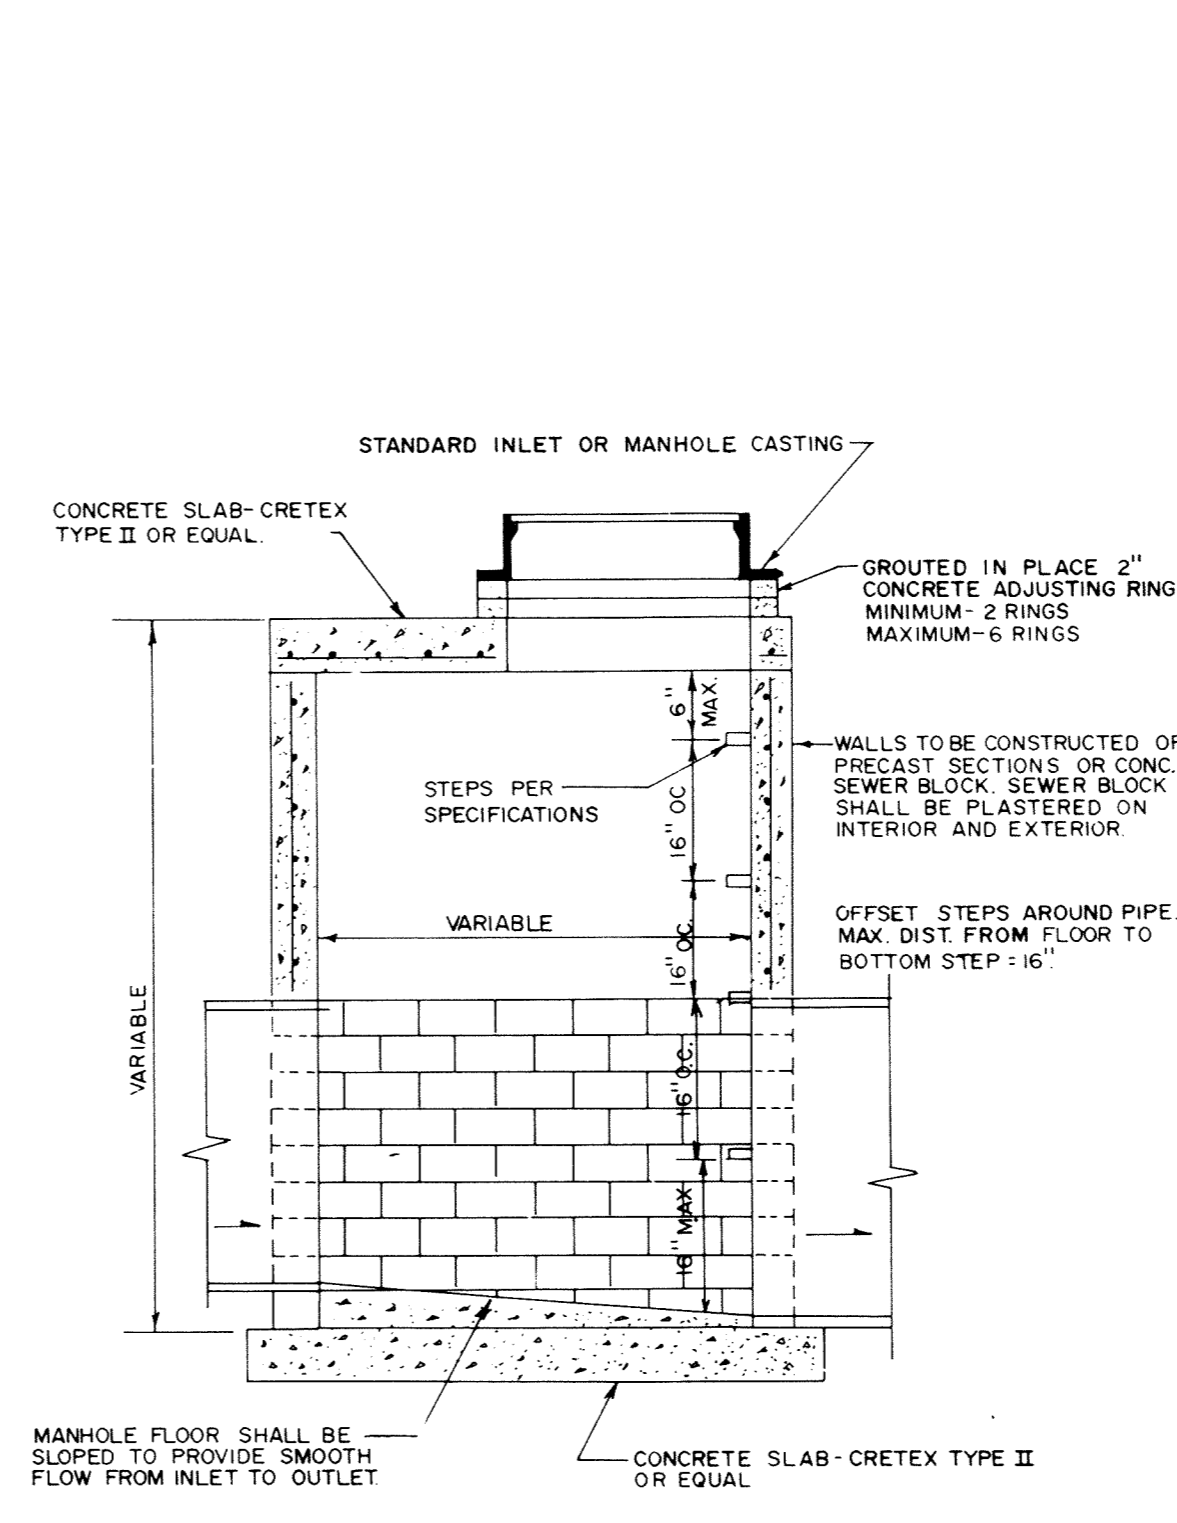 STANDARD INLET OR MANHOLE CASTING
CONCRETE SLAB-CRETEX
TYPE II OR EQUAL.
GROUTED IN PLACE 2"
CONCRETE ADJUSTING RING
MINIMUM- 2 RINGS
MAXIMUM-6 RINGS
6"
MAX.
WALLS TO BE CONSTRUCTED OF
PRECAST SECTIONS OR CONC.
SEWER BLOCK. SEWER BLOCK
SHALL BE PLASTERED ON
INTERIOR AND EXTERIOR.
STEPS PER
SPECIFICATIONS
16" OC
VARIABLE
16" OC.
OFFSET STEPS AROUND PIPE.
MAX. DIST. FROM FLOOR TO
BOTTOM STEP = 16".
VARIABLE
16" O.C.
16" MAX
MANHOLE FLOOR SHALL BE
SLOPED TO PROVIDE SMOOTH
FLOW FROM INLET TO OUTLET.
CONCRETE SLAB-CRETEX TYPE II
OR EQUAL